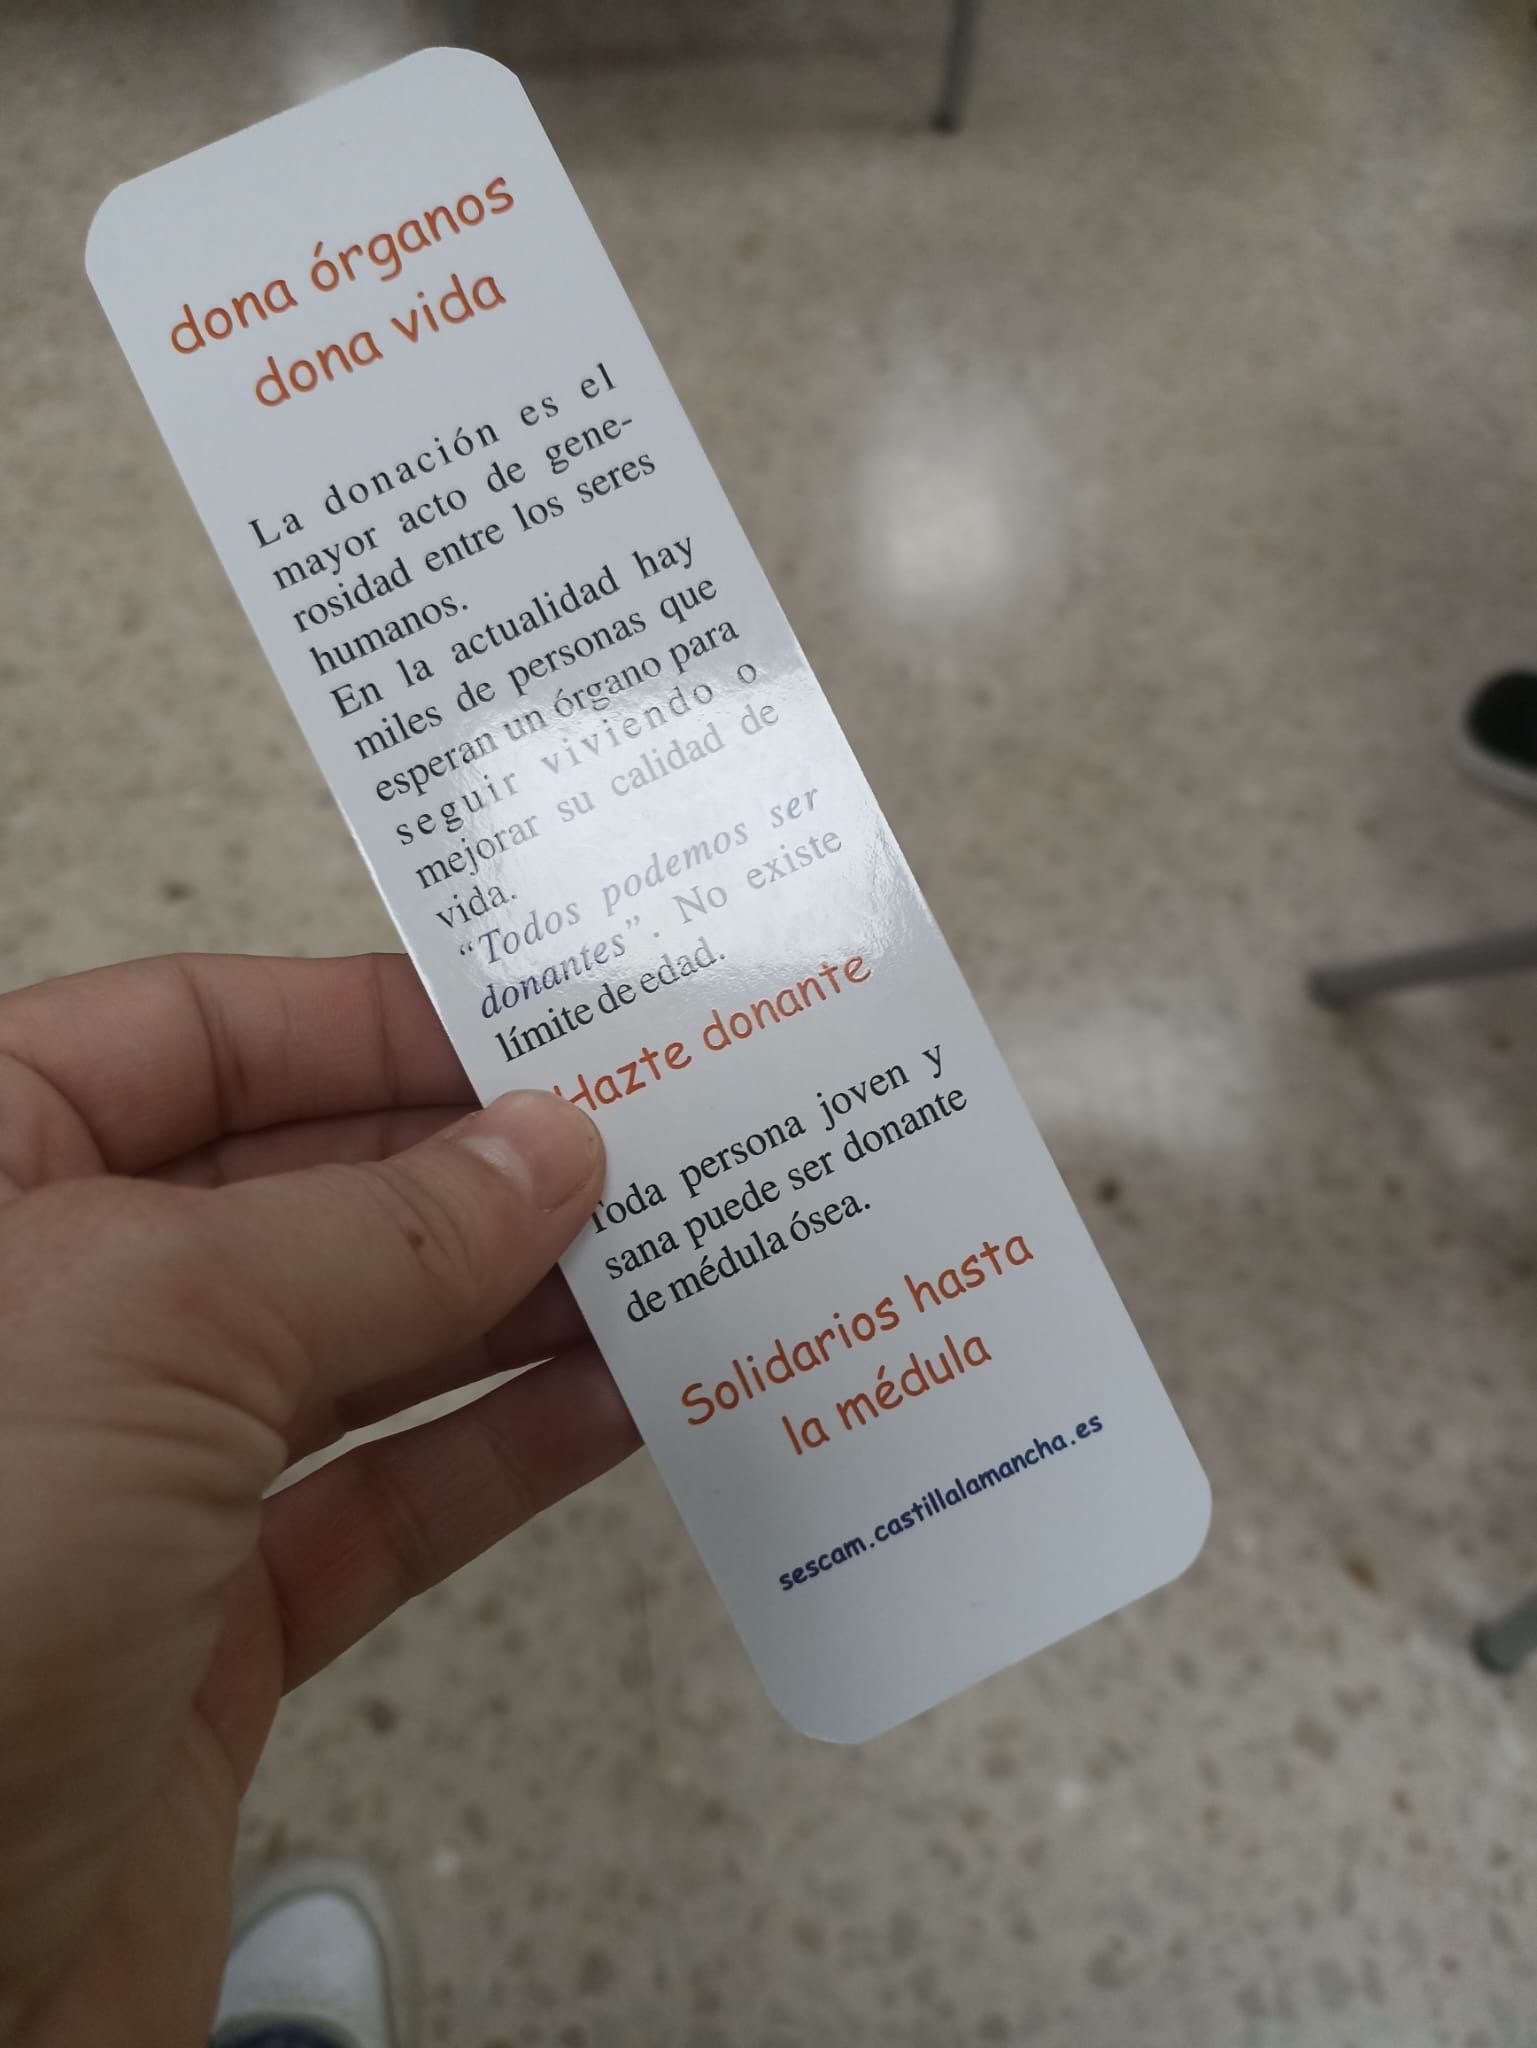 dona órganos
dona vida
La donación es el
mayor acto de gene-
rosidad entre los seres
humanos.
En la actualidad hay
miles de personas que
esperan un órgano para
seguir viviendo o
mejorar su calidad de
vida.
“Todos podemos ser
donantes”. No existe
límite de edad.
Hazte donante
Toda persona joven y
sana puede ser donante
de médula ósea.
Solidarios hasta
la médula
sescam.castillalamancha.es